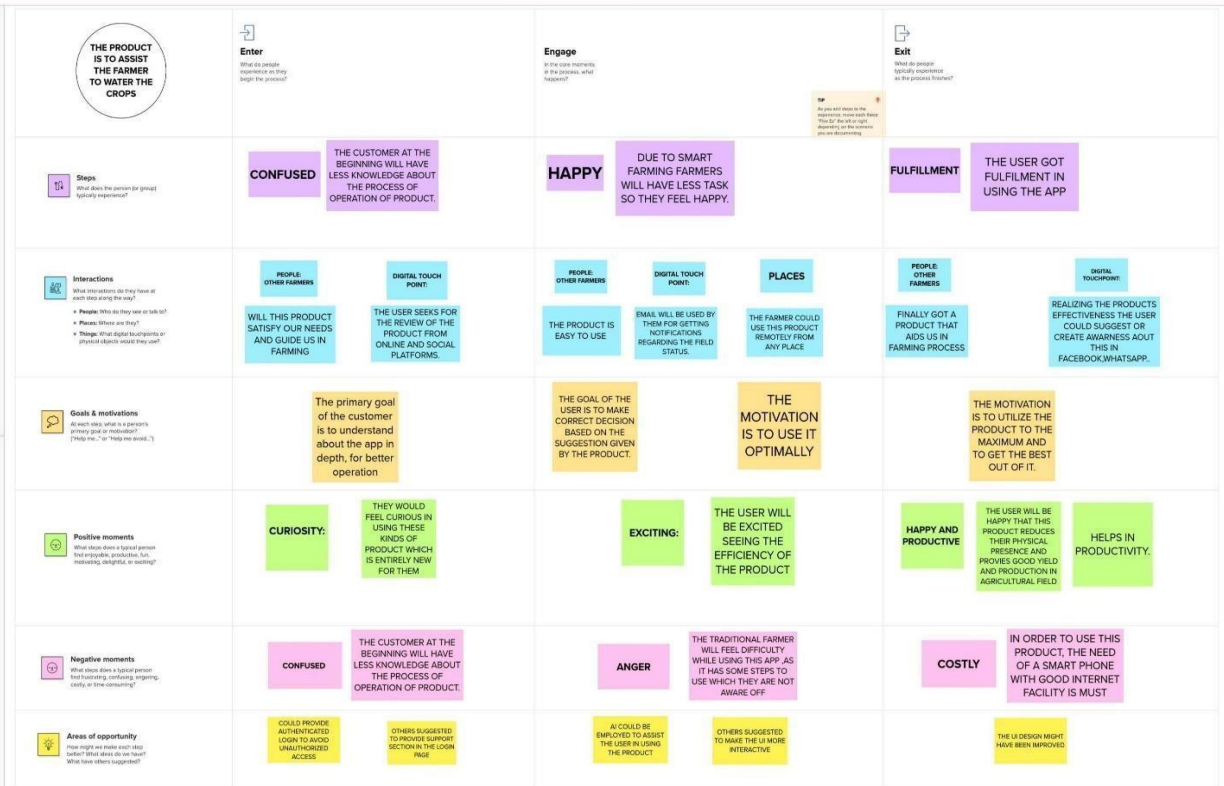 THE PRODUCT
IS TO ASSIST
THE FARMER
TO WATER THE
CROPS
Enter
What do people
experience as they
begin the process?
Engage
In the core moments
in the process, what
happens?
TIP
As you add steps to the
experience, move each these
"Five Es" the left or right
depending on the scenario
you are documenting.
Exit
What do people
typically experience
as the process finishes?
Steps
What does the person (or group)
typically experience?
CONFUSED
THE CUSTOMER AT THE
BEGINNING WILL HAVE
LESS KNOWLEDGE ABOUT
THE PROCESS OF
OPERATION OF PRODUCT.
HAPPY
DUE TO SMART
FARMING FARMERS
WILL HAVE LESS TASK
SO THEY FEEL HAPPY.
FULFILLMENT
THE USER GOT
FULFILMENT IN
USING THE APP
Interactions
What interactions do they have at
each step along the way?
• People: Who do they see or talk to?
• Places: Where are they?
• Things: What digital touchpoints or
physical objects would they use?
PEOPLE:
OTHER FARMERS
WILL THIS PRODUCT
SATISFY OUR NEEDS
AND GUIDE US IN
FARMING
DIGITAL TOUCH
POINT:
THE USER SEEKS FOR
THE REVIEW OF THE
PRODUCT FROM
ONLINE AND SOCIAL
PLATFORMS.
PEOPLE:
OTHER FARMERS
THE PRODUCT IS
EASY TO USE
DIGITAL TOUCH
POINT:
EMAIL WILL BE USED BY
THEM FOR GETTING
NOTIFICATIONS
REGARDING THE FIELD
STATUS.
PLACES
THE FARMER COULD
USE THIS PRODUCT
REMOTELY FROM
ANY PLACE
PEOPLE:
OTHER
FARMERS
FINALLY GOT A
PRODUCT THAT
AIDS US IN
FARMING PROCESS
DIGITAL
TOUCHPOINT:
REALIZING THE PRODUCTS
EFFECTIVENESS THE USER
COULD SUGGEST OR
CREATE AWARNESS AOUT
THIS IN
FACEBOOK,WHATSAPP..
Goals & motivations
At each step, what is a person's
primary goal or motivation?
("Help me..." or "Help me avoid...")
The primary goal
of the customer
is to understand
about the app in
depth, for better
operation
THE GOAL OF THE
USER IS TO MAKE
CORRECT DECISION
BASED ON THE
SUGGESTION GIVEN
BY THE PRODUCT.
THE
MOTIVATION
IS TO USE IT
OPTIMALLY
THE MOTIVATION
IS TO UTILIZE THE
PRODUCT TO THE
MAXIMUM AND
TO GET THE BEST
OUT OF IT.
Positive moments
What steps does a typical person
find enjoyable, productive, fun,
motivating, delightful, or exciting?
CURIOSITY:
THEY WOULD
FEEL CURIOUS IN
USING THESE
KINDS OF
PRODUCT WHICH
IS ENTIRELY NEW
FOR THEM
EXCITING:
THE USER WILL
BE EXCITED
SEEING THE
EFFICIENCY OF
THE PRODUCT
HAPPY AND
PRODUCTIVE
THE USER WILL BE
HAPPY THAT THIS
PRODUCT REDUCES
THEIR PHYSICAL
PRESENCE AND
PROVIES GOOD YIELD
AND PRODUCTION IN
AGRICULTURAL FIELD
HELPS IN
PRODUCTIVITY.
Negative moments
What steps does a typical person
find frustrating, confusing, angering,
costly, or time-consuming?
CONFUSED
THE CUSTOMER AT THE
BEGINNING WILL HAVE
LESS KNOWLEDGE ABOUT
THE PROCESS OF
OPERATION OF PRODUCT.
ANGER
THE TRADITIONAL FARMER
WILL FEEL DIFFICULTY
WHILE USING THIS APP ,AS
IT HAS SOME STEPS TO
USE WHICH THEY ARE NOT
AWARE OFF
COSTLY
IN ORDER TO USE THIS
PRODUCT, THE NEED
OF A SMART PHONE
WITH GOOD INTERNET
FACILITY IS MUST
Areas of opportunity
How might we make each step
better? What ideas do we have?
What have others suggested?
COULD PROVIDE
AUTHENTICATED
LOGIN TO AVOID
UNAUTHORIZED
ACCESS
OTHERS SUGGESTED
TO PROVIDE SUPPORT
SECTION IN THE LOGIN
PAGE
AI COULD BE
EMPLOYED TO ASSIST
THE USER IN USING
THE PRODUCT
OTHERS SUGGESTED
TO MAKE THE UI MORE
INTERACTIVE
THE UI DESIGN MIGHT
HAVE BEEN IMPROVED